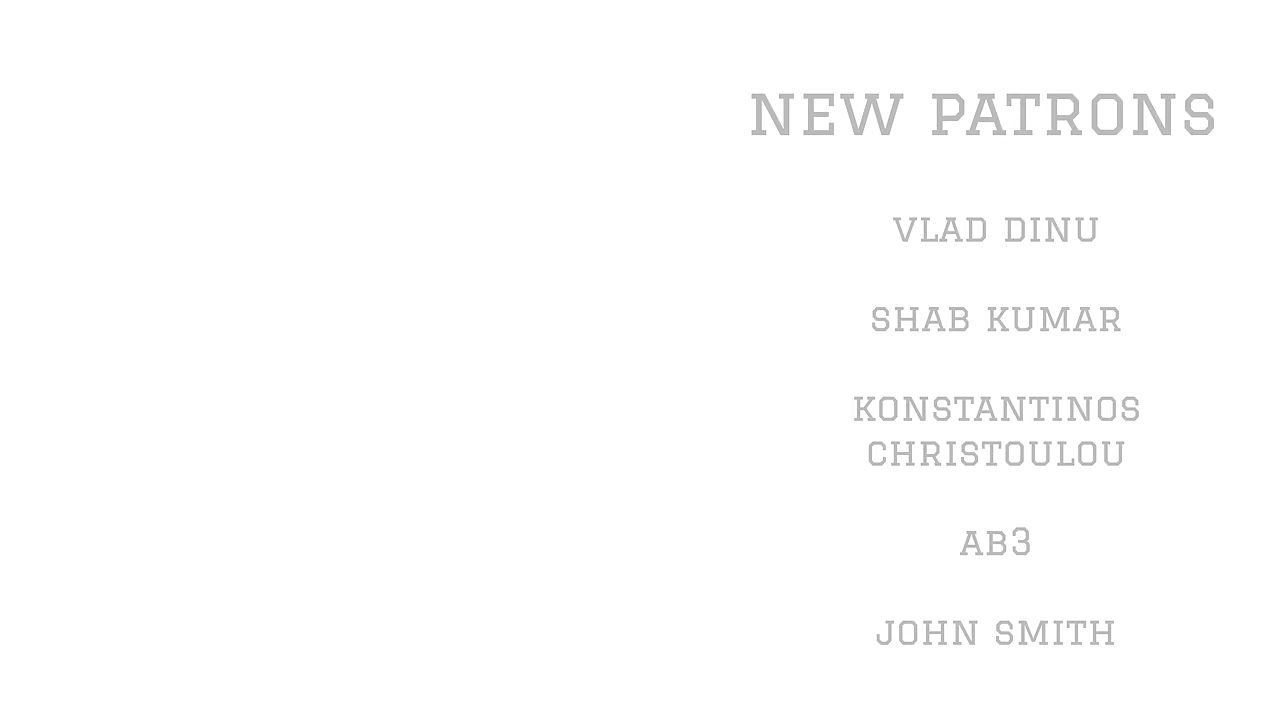 NEW PATRONS
VLAD DINU
SHAB KUMAR
KONSTANTINOS
CHRISTOULOU
AB3
JOHN SMITH